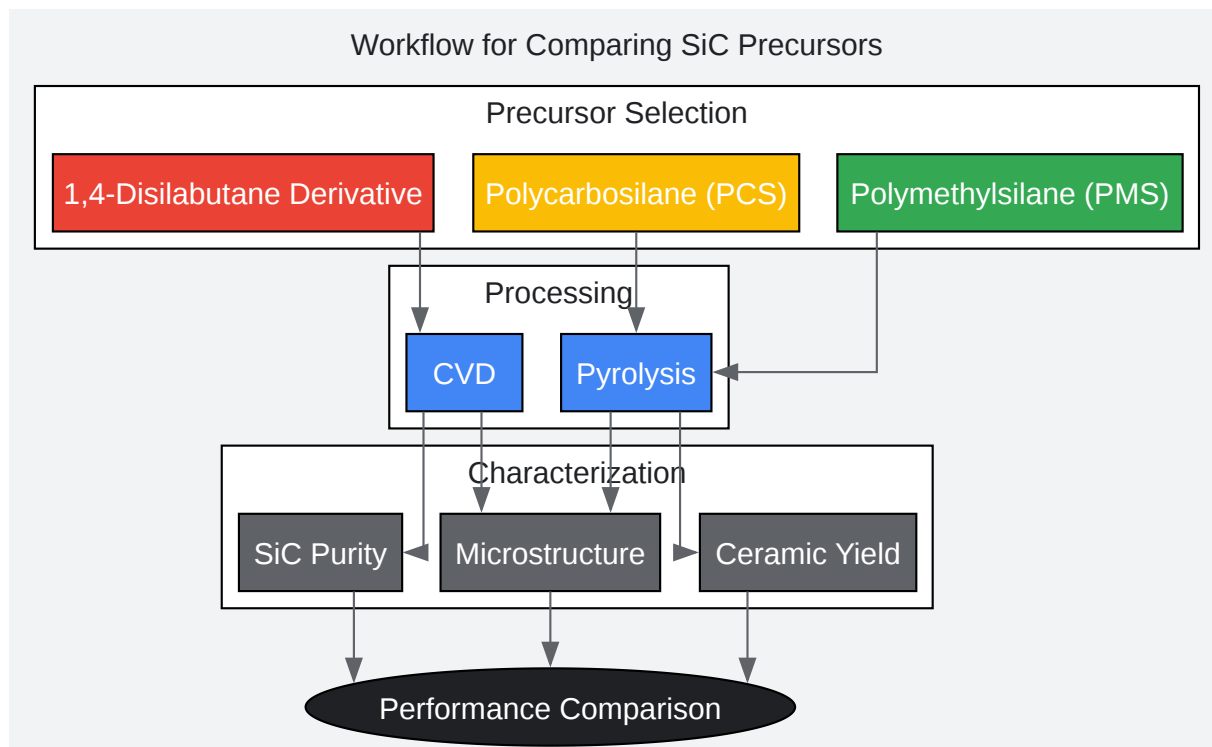 Workflow for Comparing SiC Precursors
Precursor Selection
1,4-Disilabutane Derivative
Polycarbosilane (PCS)
Polymethylsilane (PMS)
Processing
CVD
Pyrolysis
Characterization
SiC Purity
Microstructure
Ceramic Yield
Performance Comparison